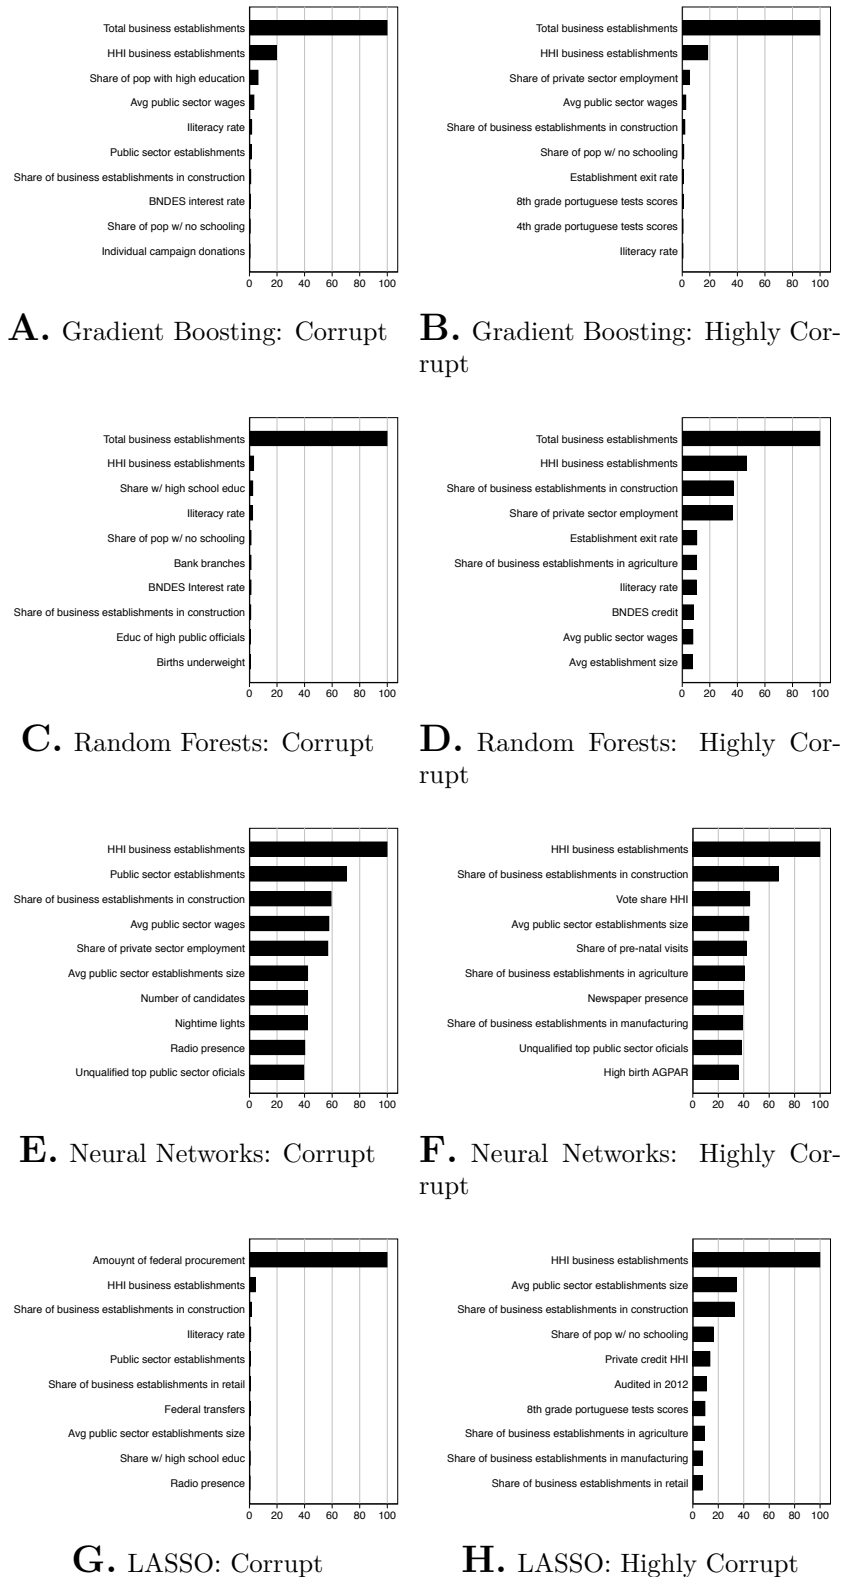 Total business establishments
HHI business establishments
Share of pop with high education
Avg public sector wages
Iliteracy rate
Public sector establishments
Share of business establishments in construction
BNDES interest rate
Share of pop w/ no schooling
Individual campaign donations
0 20 40 60 80 100
A. Gradient Boosting: Corrupt
Total business establishments
HHI business establishments
Share of private sector employment
Avg public sector wages
Share of business establishments in construction
Share of pop w/ no schooling
Establishment exit rate
8th grade portuguese tests scores
4th grade portuguese tests scores
Iliteracy rate
0 20 40 60 80 100
B. Gradient Boosting: Highly Cor-
rupt
Total business establishments
HHI business establishments
Share w/ high school educ
Iliteracy rate
Share of pop w/ no schooling
Bank branches
BNDES Interest rate
Share of business establishments in construction
Educ of high public officials
Births underweight
0 20 40 60 80 100
C. Random Forests: Corrupt
Total business establishments
HHI business establishments
Share of business establishments in construction
Share of private sector employment
Establishment exit rate
Share of business establishments in agriculture
Iliteracy rate
BNDES credit
Avg public sector wages
Avg establishment size
0 20 40 60 80 100
D. Random Forests: Highly Cor-
rupt
HHI business establishments
Public sector establishments
Share of business establishments in construction
Avg public sector wages
Share of private sector employment
Avg public sector establishments size
Number of candidates
Nightime lights
Radio presence
Unqualified top public sector oficials
0 20 40 60 80 100
E. Neural Networks: Corrupt
HHI business establishments
Share of business establishments in construction
Vote share HHI
Avg public sector establishments size
Share of pre-natal visits
Share of business establishments in agriculture
Newspaper presence
Share of business establishments in manufacturing
Unqualified top public sector oficials
High birth AGPAR
0 20 40 60 80 100
F. Neural Networks: Highly Cor-
rupt
Amouynt of federal procurement
HHI business establishments
Share of business establishments in construction
Iliteracy rate
Public sector establishments
Share of business establishments in retail
Federal transfers
Avg public sector establishments size
Share w/ high school educ
Radio presence
0 20 40 60 80 100
G. LASSO: Corrupt
HHI business establishments
Avg public sector establishments size
Share of business establishments in construction
Share of pop w/ no schooling
Private credit HHI
Audited in 2012
8th grade portuguese tests scores
Share of business establishments in agriculture
Share of business establishments in manufacturing
Share of business establishments in retail
0 20 40 60 80 100
H. LASSO: Highly Corrupt